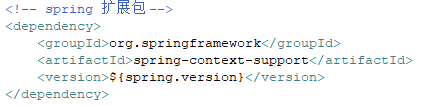 <!-- spring 扩展包-->
<dependency>
<groupId>org.springframework</groupId>
<artifactId>spring-context-support</artifactId>
<version>${spring.version}</version>
</dependency>